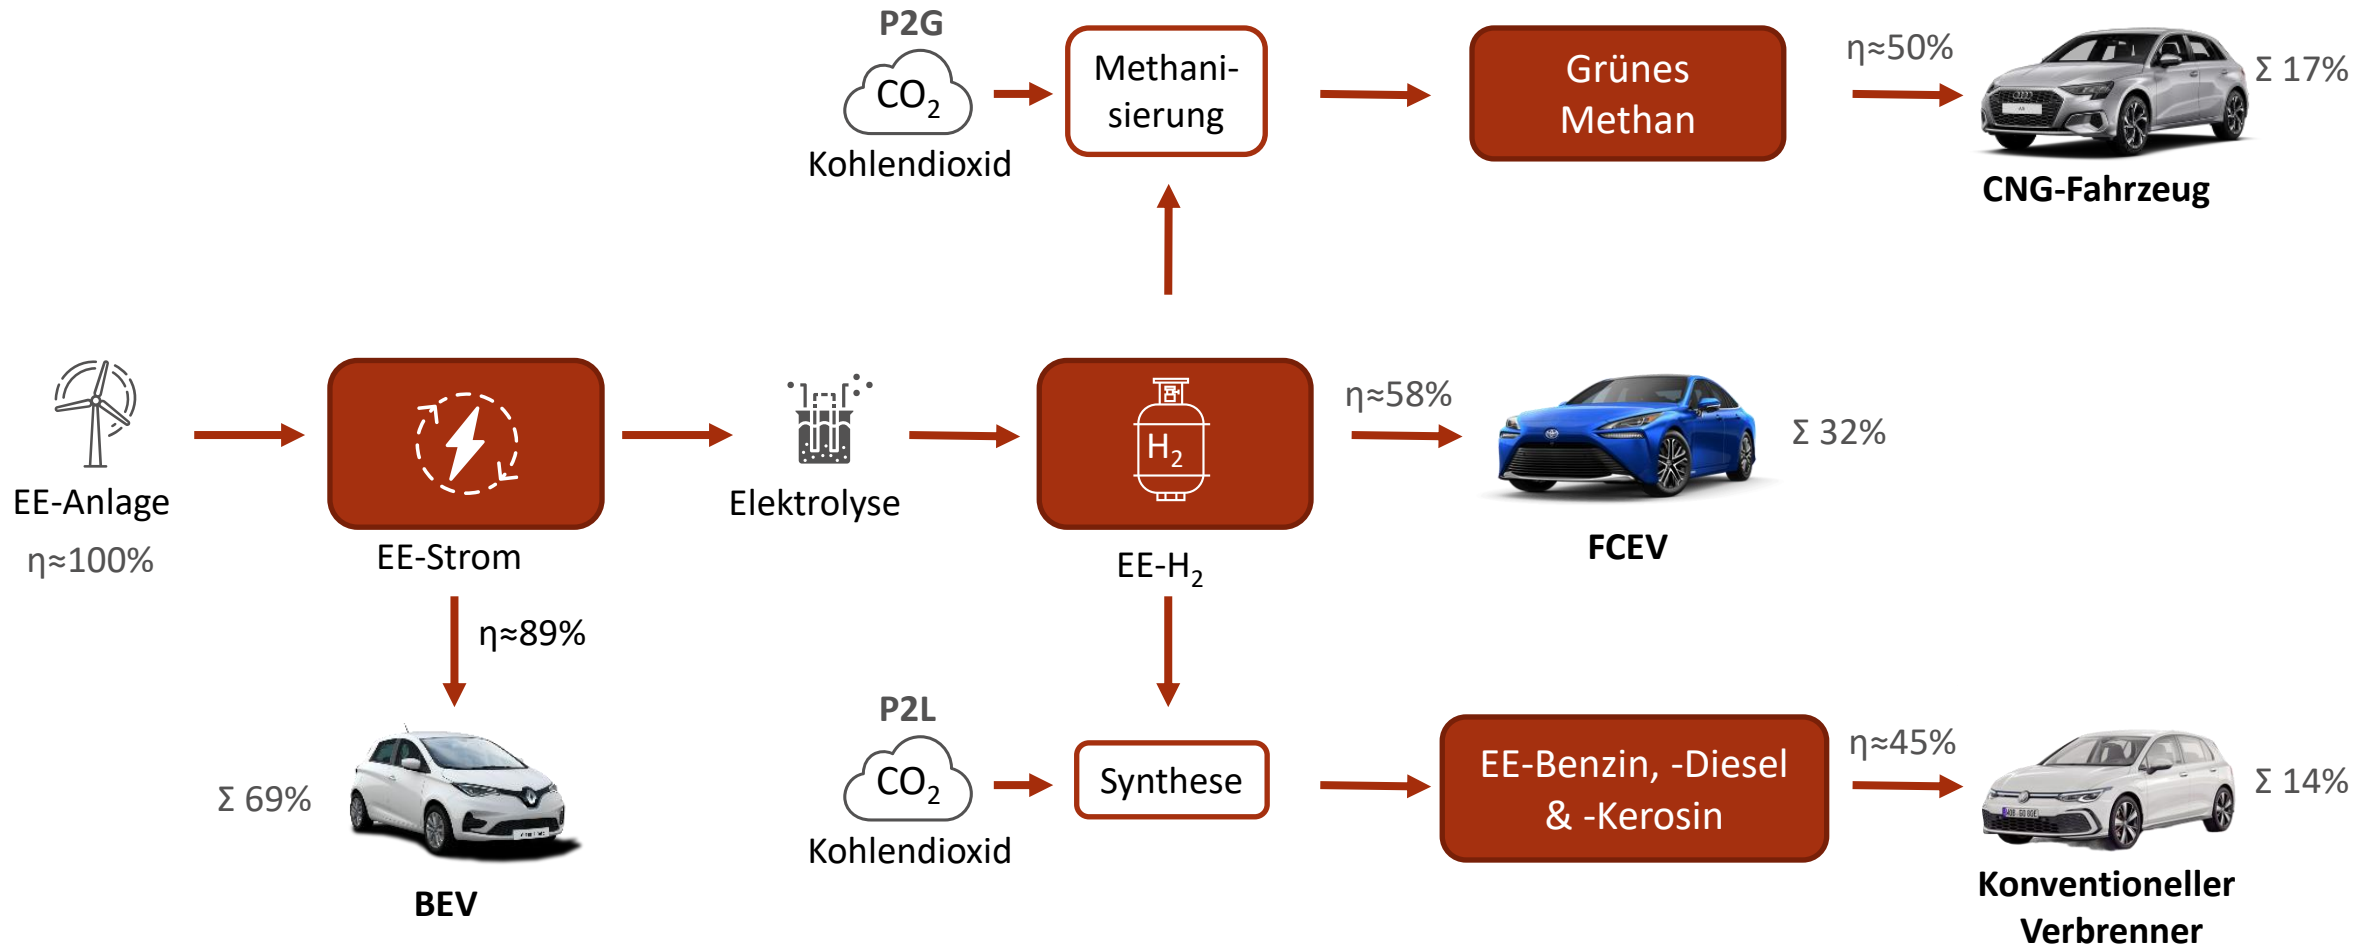 P2G
CO₂
Kohlendioxid
Methani-
sierung
Grünes
Methan
η≈50%
Σ 17%
CNG-Fahrzeug
EE-Anlage
η≈100%
EE-Strom
η≈89%
Σ 69%
BEV
Elektrolyse
H₂
EE-H₂
η≈58%
Σ 32%
FCEV
P2L
CO₂
Kohlendioxid
Synthese
EE-Benzin, -Diesel
& -Kerosin
η≈45%
Σ 14%
Konventioneller
Verbrenner